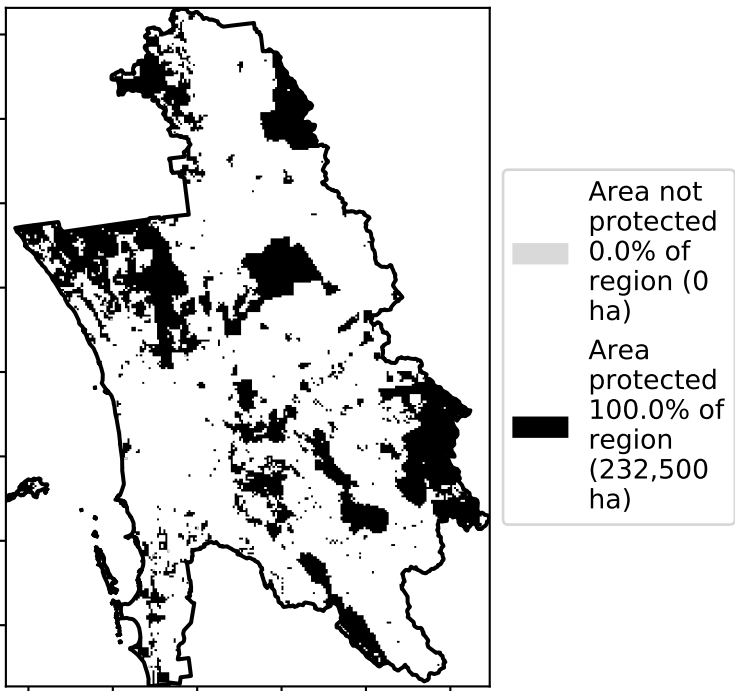 Area not
protected
0.0% of
region (0
ha)
Area
protected
100.0% of
region
(232,500
ha)